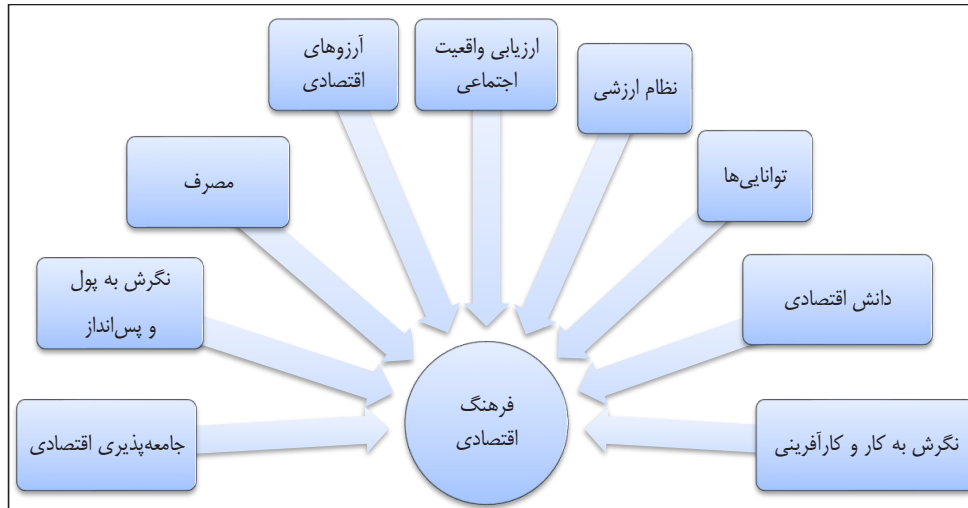 آرزوهای
اقتصادی
ارزیابی واقعیت
اجتماعی
نظام ارزشی
مصرف
توانایی‌ها
نگرش به پول
و پس‌انداز
دانش اقتصادی
جامعه‌پذیری اقتصادی
فرهنگ
اقتصادی
نگرش به کار و کارآفرینی